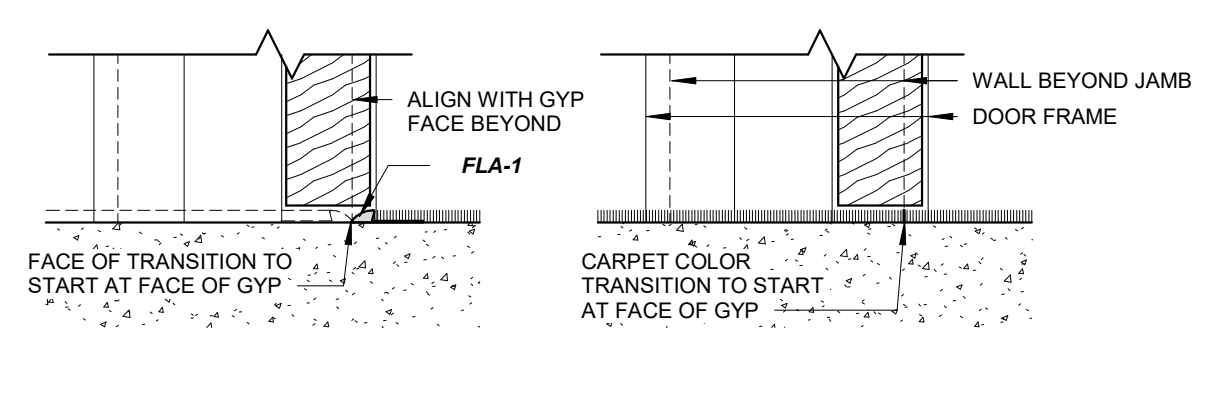 ALIGN WITH GYP
FACE BEYOND
FLA-1
FACE OF TRANSITION TO
START AT FACE OF GYP
WALL BEYOND JAMB
DOOR FRAME
CARPET COLOR
TRANSITION TO START
AT FACE OF GYP